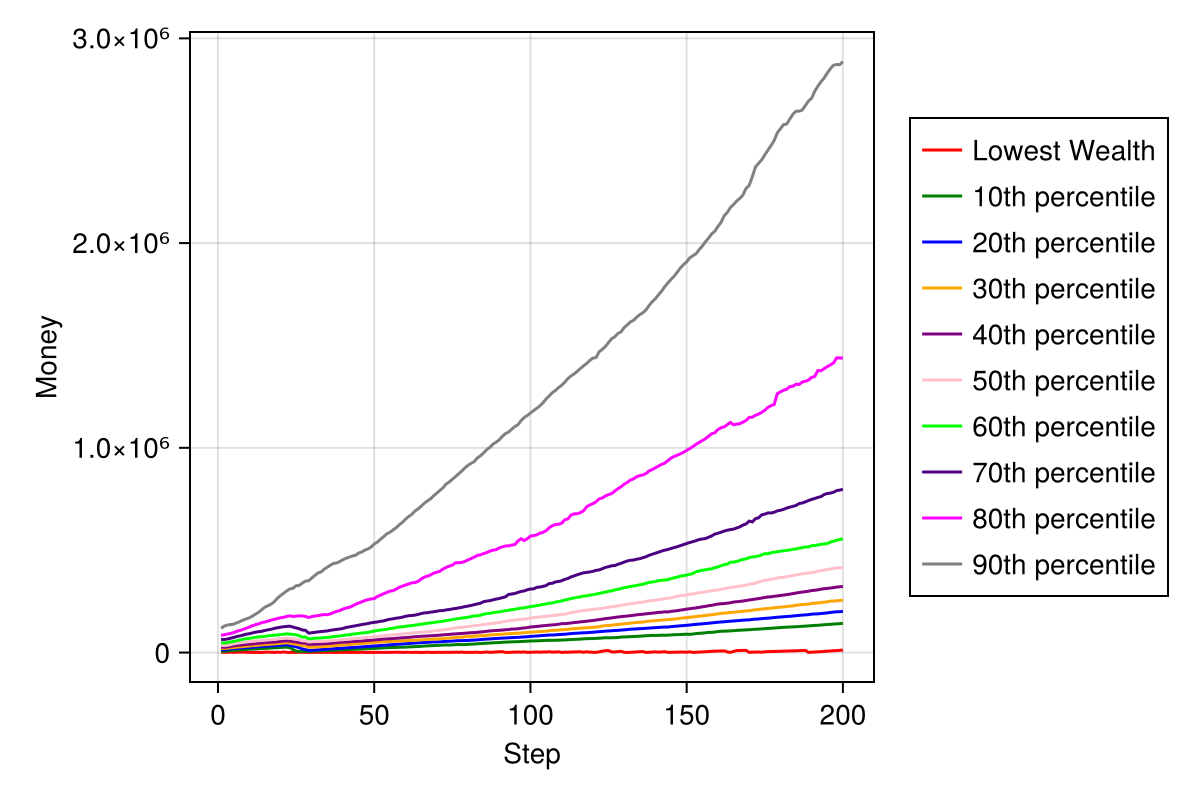 3.0×10⁶
2.0×10⁶
1.0×10⁶
0
Money
0 50 100 150 200
Step
Lowest Wealth
10th percentile
20th percentile
30th percentile
40th percentile
50th percentile
60th percentile
70th percentile
80th percentile
90th percentile